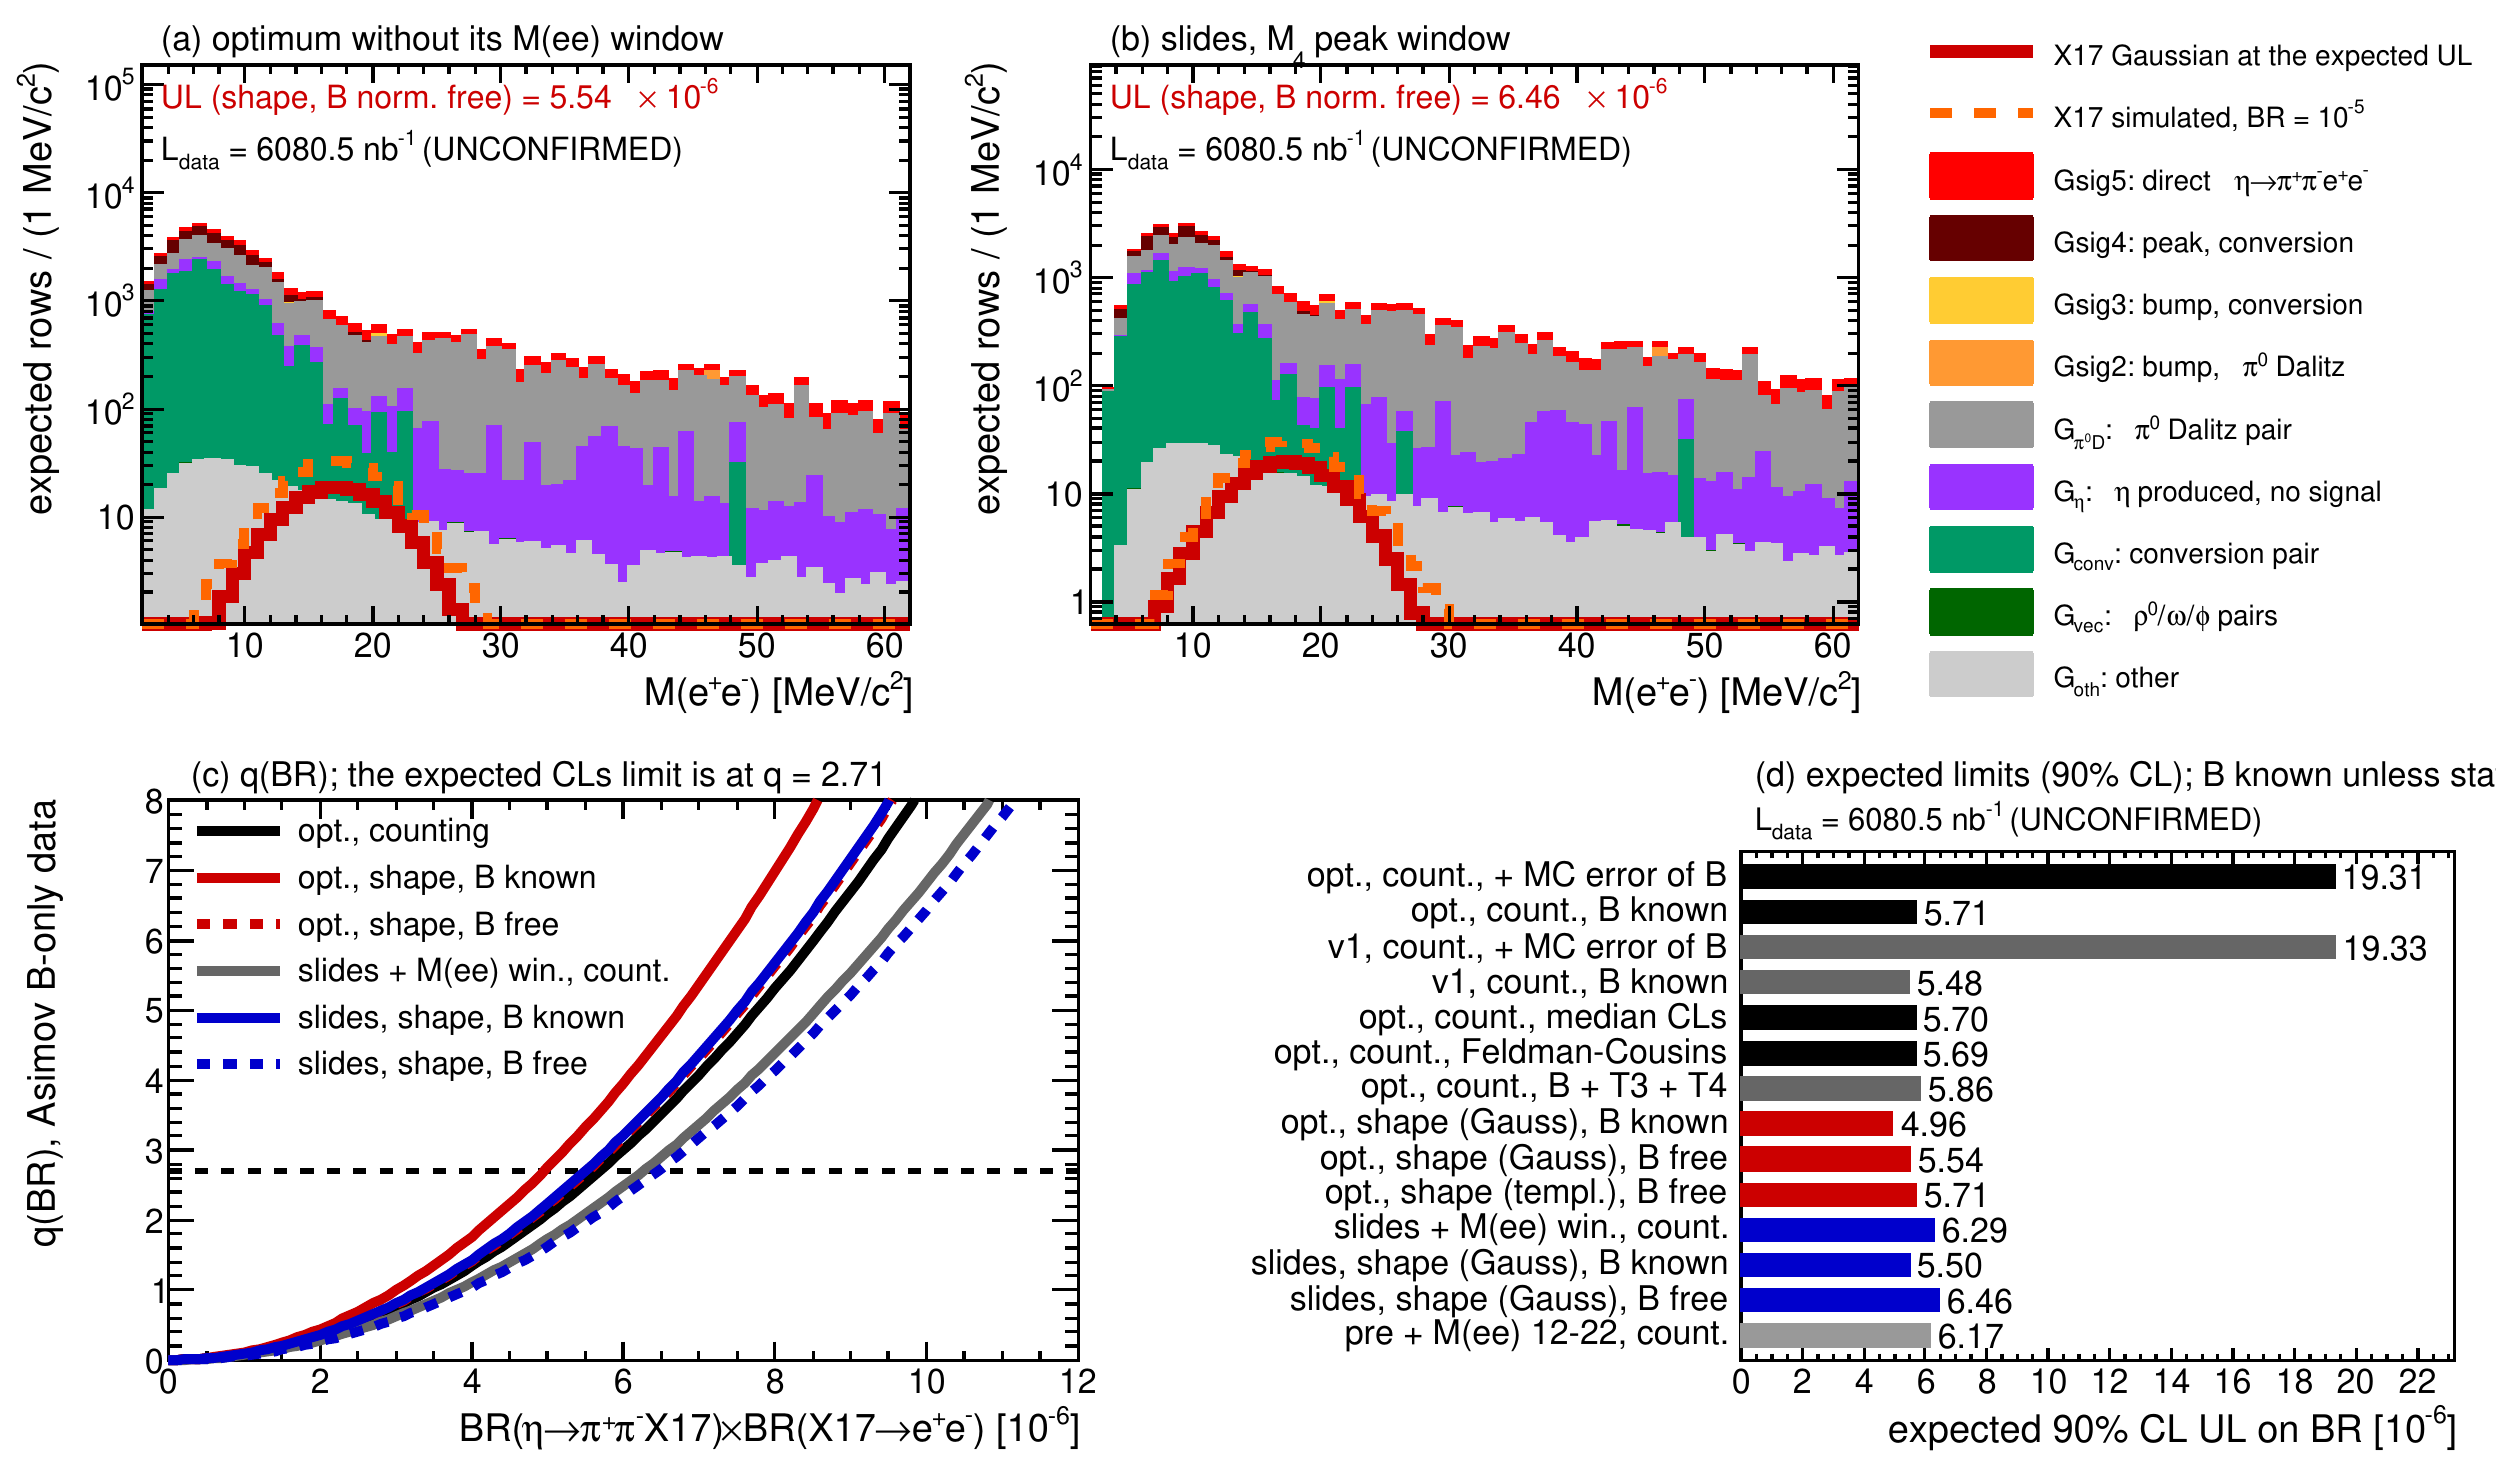 (a) optimum without its M(ee) window
UL (shape, B norm. free) = 5.54 × 10⁻⁶
L_data = 6080.5 nb⁻¹ (UNCONFIRMED)
expected rows / (1 MeV/c²)
10⁵
10⁴
10³
10²
10
10 20 30 40 50 60
M(e⁺e⁻) [MeV/c²]
(b) slides, M₄ peak window
UL (shape, B norm. free) = 6.46 × 10⁻⁶
L_data = 6080.5 nb⁻¹ (UNCONFIRMED)
expected rows / (1 MeV/c²)
10⁴
10³
10²
10
1
10 20 30 40 50 60
M(e⁺e⁻) [MeV/c²]
X17 Gaussian at the expected UL
X17 simulated, BR = 10⁻⁵
Gsig5: direct η→π⁺π⁻e⁺e⁻
Gsig4: peak, conversion
Gsig3: bump, conversion
Gsig2: bump, π⁰ Dalitz
G_π⁰D: π⁰ Dalitz pair
G_η: η produced, no signal
G_conv: conversion pair
G_vec: ρ⁰/ω/ϕ pairs
G_oth: other
(c) q(BR); the expected CLs limit is at q = 2.71
q(BR), Asimov B-only data
8
7
6
5
4
3
2
1
0
opt., counting
opt., shape, B known
opt., shape, B free
slides + M(ee) win., count.
slides, shape, B known
slides, shape, B free
0 2 4 6 8 10 12
BR(η→π⁺π⁻X17)×BR(X17→e⁺e⁻) [10⁻⁶]
(d) expected limits (90% CL); B known unless sta
L_data = 6080.5 nb⁻¹ (UNCONFIRMED)
opt., count., + MC error of B 19.31
opt., count., B known 5.71
v1, count., + MC error of B 19.33
v1, count., B known 5.48
opt., count., median CLs 5.70
opt., count., Feldman-Cousins 5.69
opt., count., B + T3 + T4 5.86
opt., shape (Gauss), B known 4.96
opt., shape (Gauss), B free 5.54
opt., shape (templ.), B free 5.71
slides + M(ee) win., count. 6.29
slides, shape (Gauss), B known 5.50
slides, shape (Gauss), B free 6.46
pre + M(ee) 12-22, count. 6.17
0 2 4 6 8 10 12 14 16 18 20 22
expected 90% CL UL on BR [10⁻⁶]